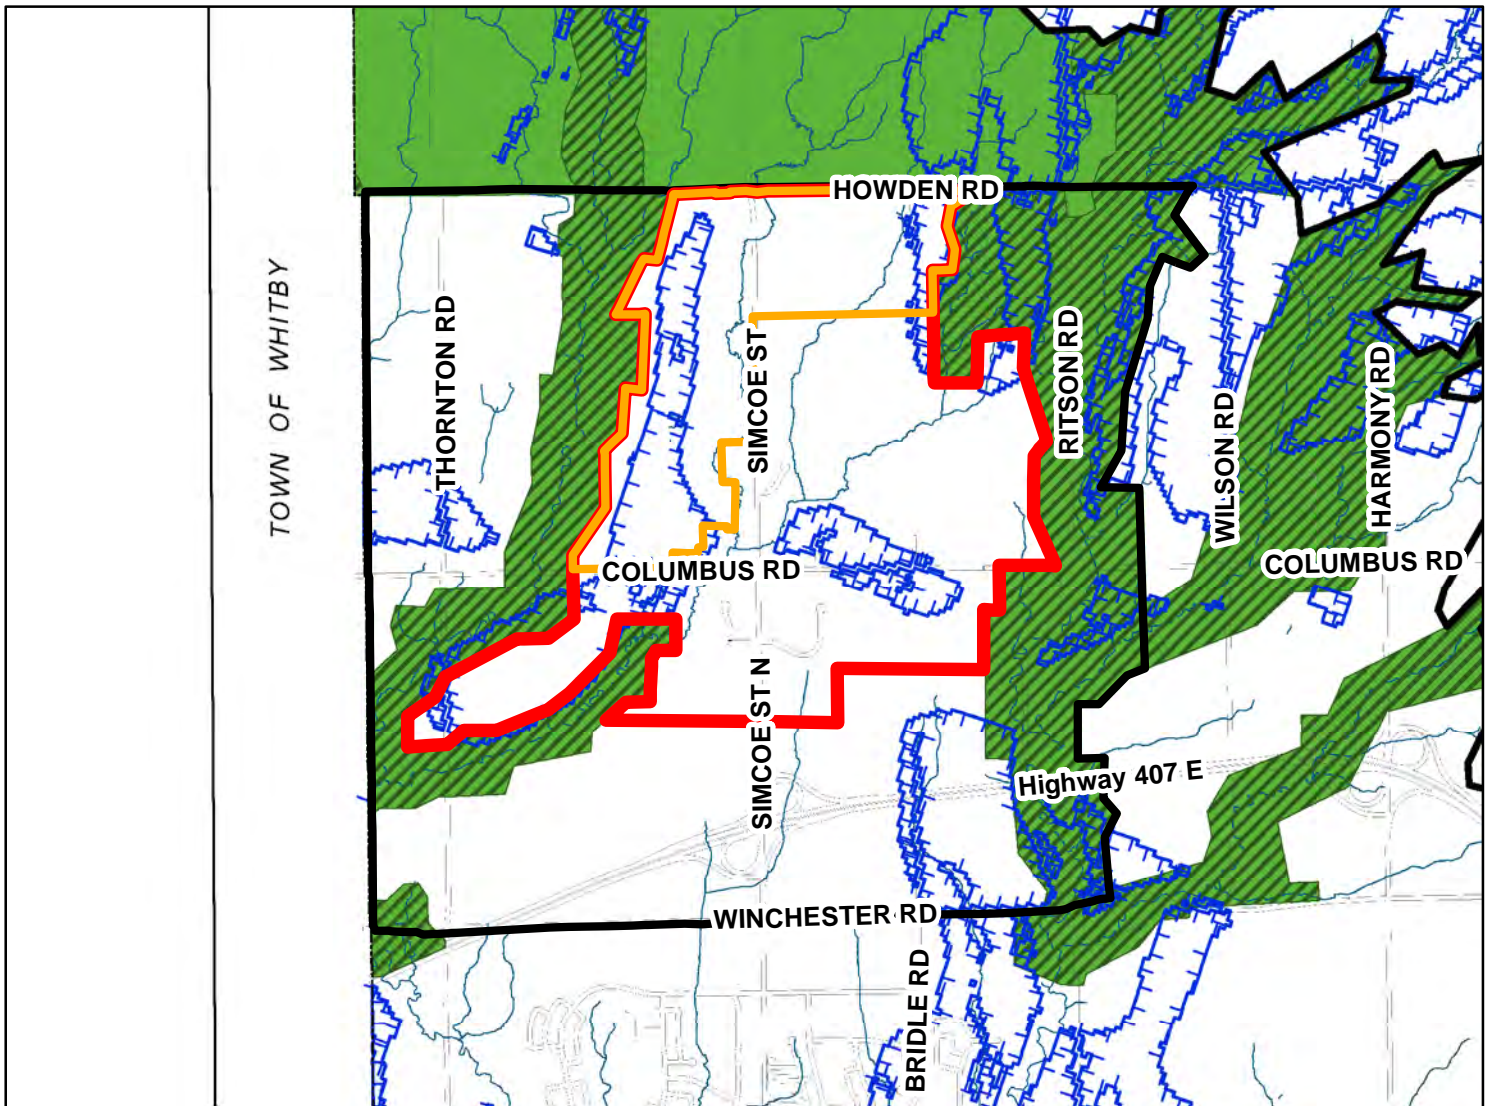 HOWDEN RD
TOWN OF WHITBY
THORNTON RD
SIMCOE ST
RITSON RD
WILSON RD
HARMONY RD
COLUMBUS RD
COLUMBUS RD
SIMCOE ST N
Highway 407 E
WINCHESTER RD
BRIDLE RD